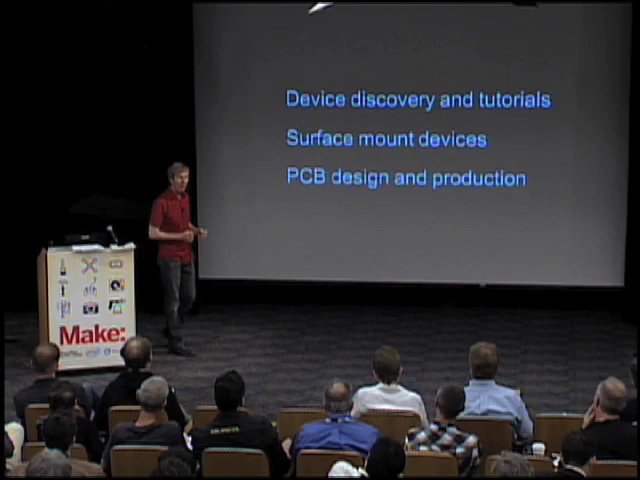 Device discovery and tutorials
Surface mount devices
PCB design and production
Make: